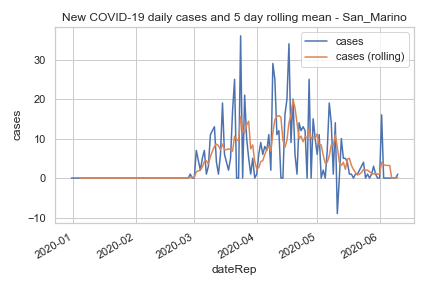 New COVID-19 daily cases and 5 day rolling mean - San_Marino
cases
cases (rolling)
30
20
10
0
−10
cases
2020-01
2020-02
2020-03
2020-04
2020-05
2020-06
dateRep